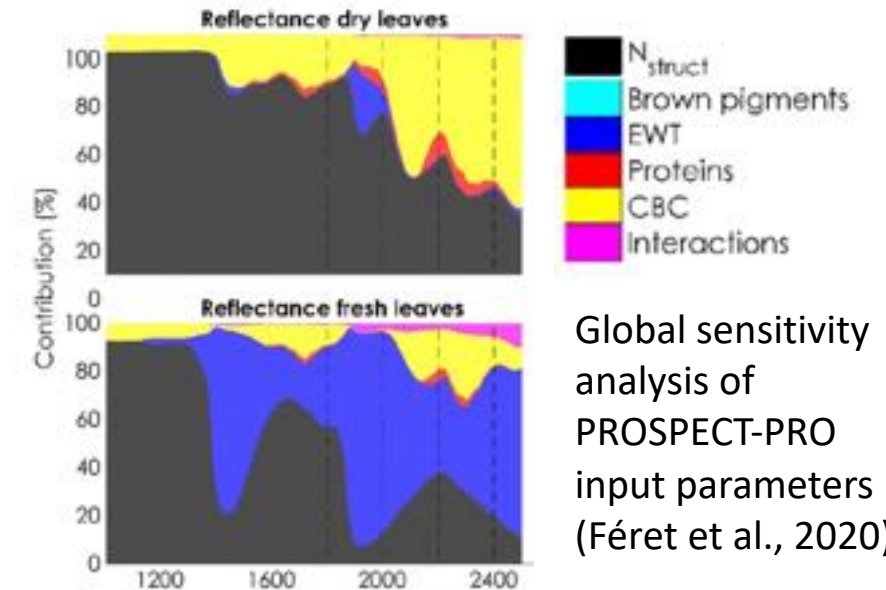 Reflectance dry leaves
100
80
60
40
20
0
Contribution [%]
Reflectance fresh leaves
100
80
60
40
20
0
1200 1600 2000 2400
N struct
Brown pigments
EWT
Proteins
CBC
Interactions
Global sensitivity
analysis of
PROSPECT-PRO
input parameters
(Féret et al., 2020)